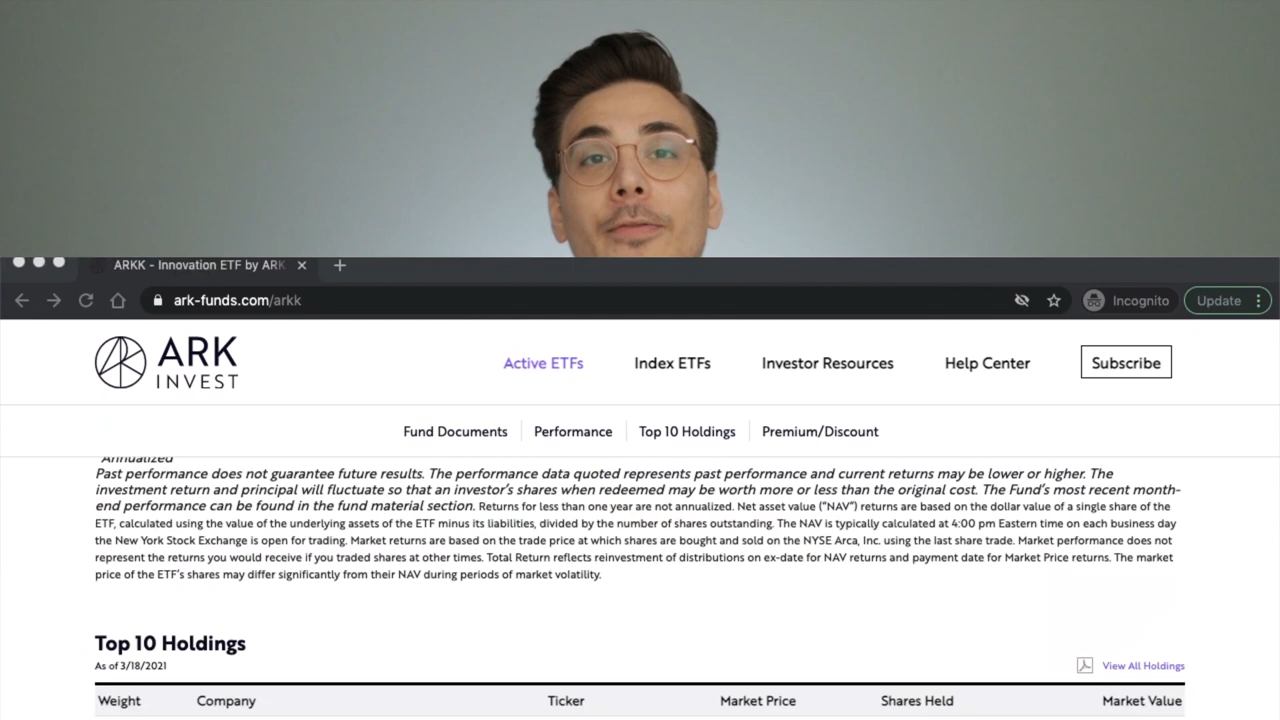 ARKK - Innovation ETF by ARK
ark-funds.com/arkk
Incognito
Update
ARK
INVEST
Active ETFs
Index ETFs
Investor Resources
Help Center
Subscribe
Fund Documents
Performance
Top 10 Holdings
Premium/Discount
Annualized
Past performance does not guarantee future results. The performance data quoted represents past performance and current returns may be lower or higher. The
investment return and principal will fluctuate so that an investor's shares when redeemed may be worth more or less than the original cost. The Fund's most recent month-
end performance can be found in the fund material section. Returns for less than one year are not annualized. Net asset value ("NAV") returns are based on the dollar value of a single share of the
ETF, calculated using the value of the underlying assets of the ETF minus its liabilities, divided by the number of shares outstanding. The NAV is typically calculated at 4:00 pm Eastern time on each business day
the New York Stock Exchange is open for trading. Market returns are based on the trade price at which shares are bought and sold on the NYSE Arca, Inc. using the last share trade. Market performance does not
represent the returns you would receive if you traded shares at other times. Total Return reflects reinvestment of distributions on ex-date for NAV returns and payment date for Market Price returns. The market
price of the ETF's shares may differ significantly from their NAV during periods of market volatility.
Top 10 Holdings
As of 3/18/2021
View All Holdings
Weight
Company
Ticker
Market Price
Shares Held
Market Value